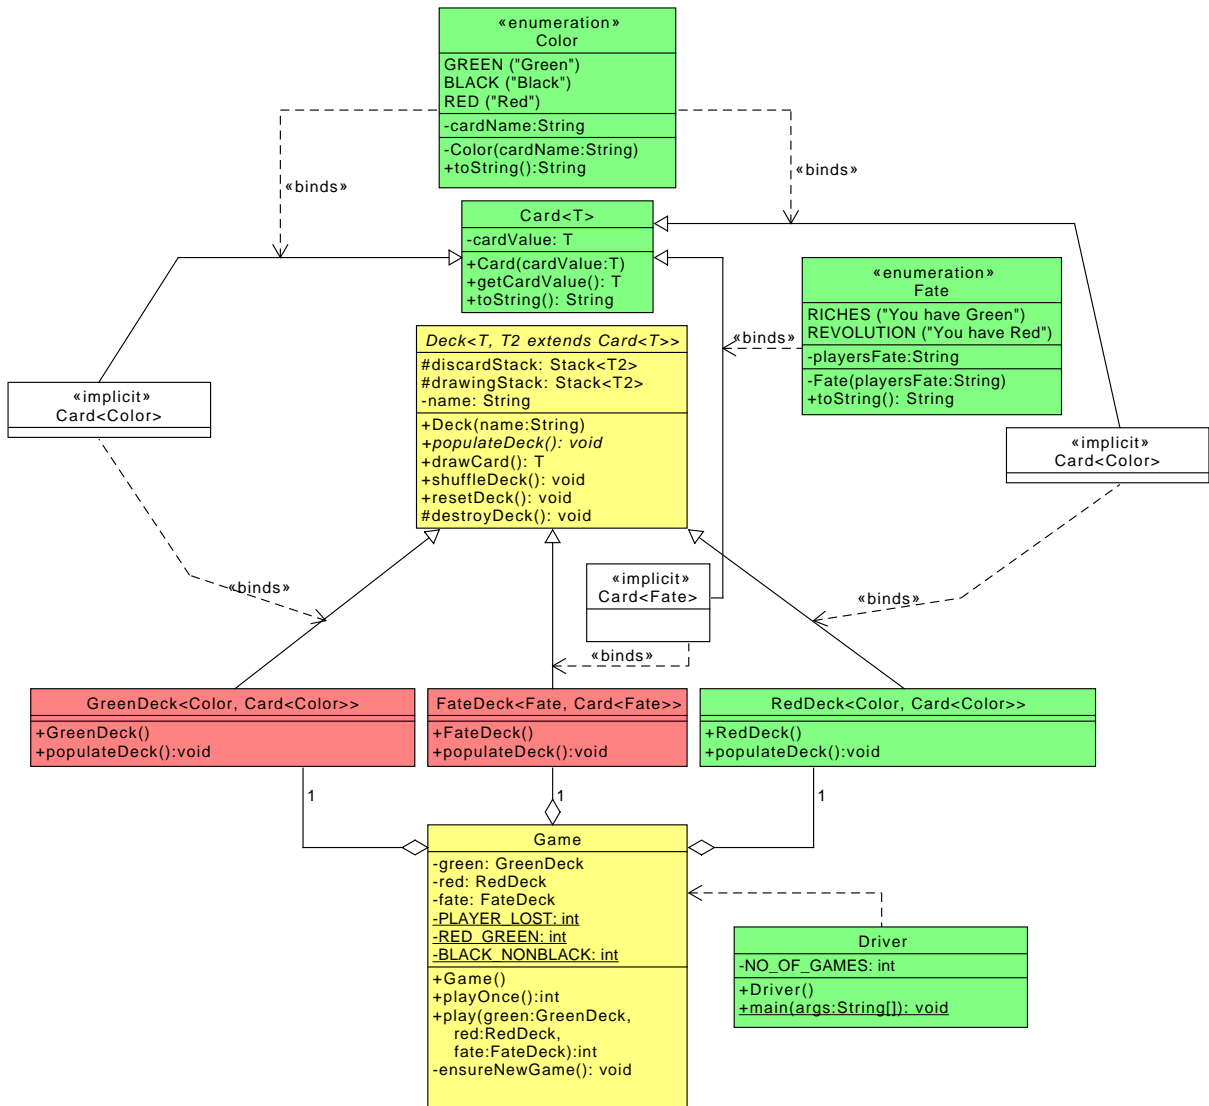 «enumeration»
Color
GREEN ("Green")
BLACK ("Black")
RED ("Red")
-cardName:String
-Color(cardName:String)
+toString():String
«binds»
«binds»
Card<T>
-cardValue: T
+Card(cardValue:T)
+getCardValue(): T
+toString(): String
«enumeration»
Fate
RICHES ("You have Green")
REVOLUTION ("You have Red")
-playersFate:String
-Fate(playersFate:String)
+toString(): String
«binds»
Deck<T, T2 extends Card<T>>
#discardStack: Stack<T2>
#drawingStack: Stack<T2>
-name: String
+Deck(name:String)
+populateDeck(): void
+drawCard(): T
+shuffleDeck(): void
+resetDeck(): void
#destroyDeck(): void
«implicit»
Card<Color>
«implicit»
Card<Color>
«binds»
«implicit»
Card<Fate>
«binds»
«binds»
GreenDeck<Color, Card<Color>>
+GreenDeck()
+populateDeck():void
FateDeck<Fate, Card<Fate>>
+FateDeck()
+populateDeck():void
RedDeck<Color, Card<Color>>
+RedDeck()
+populateDeck():void
1
1
1
Game
-green: GreenDeck
-red: RedDeck
-fate: FateDeck
-PLAYER_LOST: int
-RED_GREEN: int
-BLACK_NONBLACK: int
+Game()
+playOnce():int
+play(green:GreenDeck,
red:RedDeck,
fate:FateDeck):int
-ensureNewGame(): void
Driver
-NO_OF_GAMES: int
+Driver()
+main(args:String[]): void